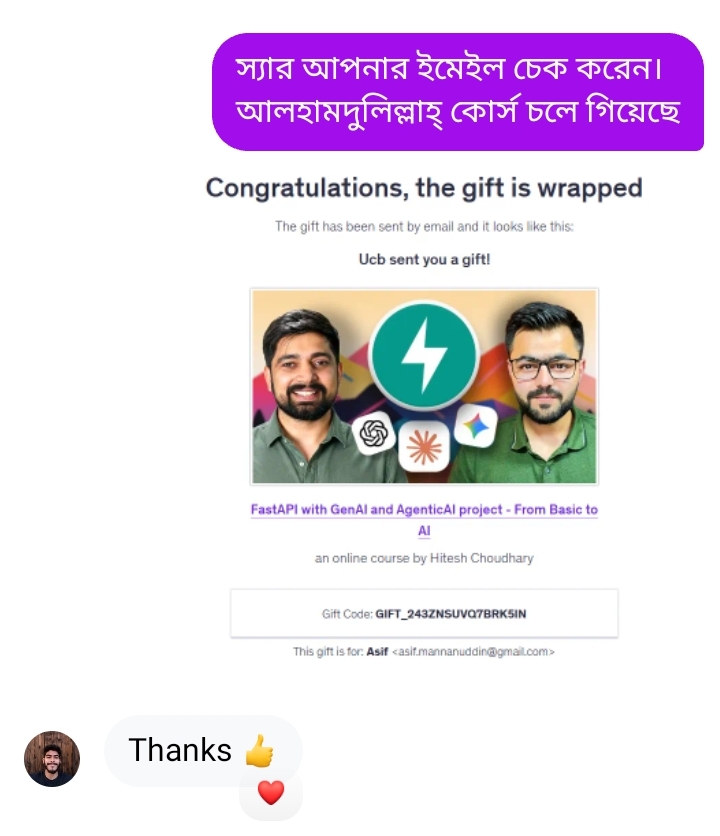 স্যার আপনার ইমেইল চেক করেন।
আলহামদুলিল্লাহ্ কোর্স চলে গিয়েছে
Congratulations, the gift is wrapped
The gift has been sent by email and it looks like this:
Ucb sent you a gift!
FastAPI with GenAI and AgenticAI project - From Basic to
AI
an online course by Hitesh Choudhary
Gift Code: GIFT_243ZNSUVQ7BRK5IN
This gift is for: Asif <asif.mannanuddin@gmail.com>
Thanks 👍